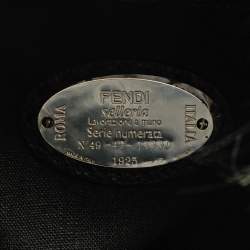 FENDI
selleria
Lavorazione a mano
Serie numerata
ROMA
ITALIA
1925